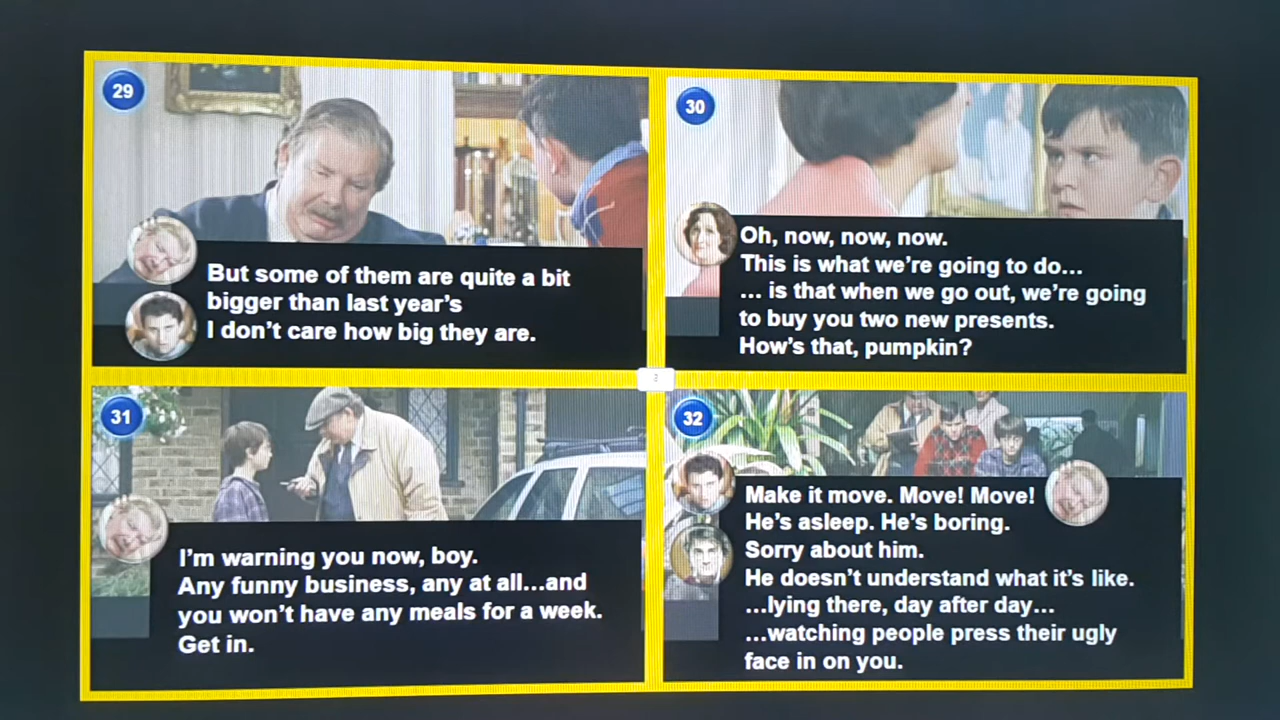 29
But some of them are quite a bit
bigger than last year's
I don't care how big they are.
30
Oh, now, now, now.
This is what we're going to do...
... is that when we go out, we're going
to buy you two new presents.
How's that, pumpkin?
31
I'm warning you now, boy.
Any funny business, any at all...and
you won't have any meals for a week.
Get in.
32
Make it move. Move! Move!
He's asleep. He's boring.
Sorry about him.
He doesn't understand what it's like.
...lying there, day after day...
...watching people press their ugly
face in on you.